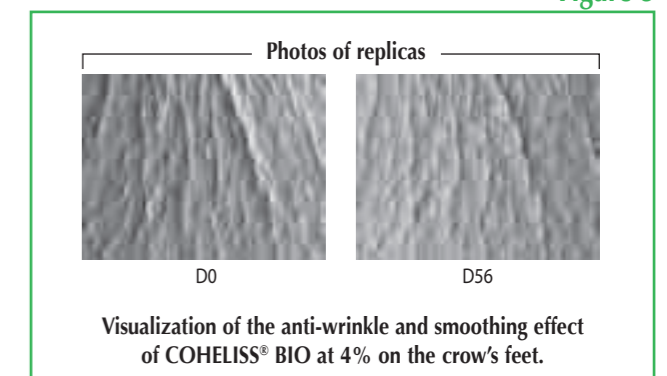 Photos of replicas
D0
D56
Visualization of the anti-wrinkle and smoothing effect
of COHELISS® BIO at 4% on the crow's feet.